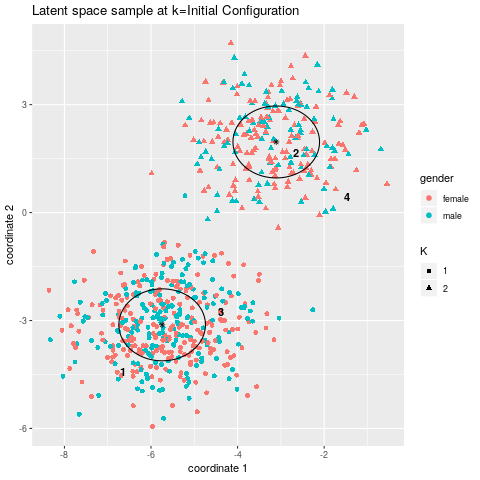 Latent space sample at k=Initial Configuration
coordinate 2
3
0
-3
-6
2
4
3
1
-8
-6
-4
-2
coordinate 1
gender
female
male
K
1
2